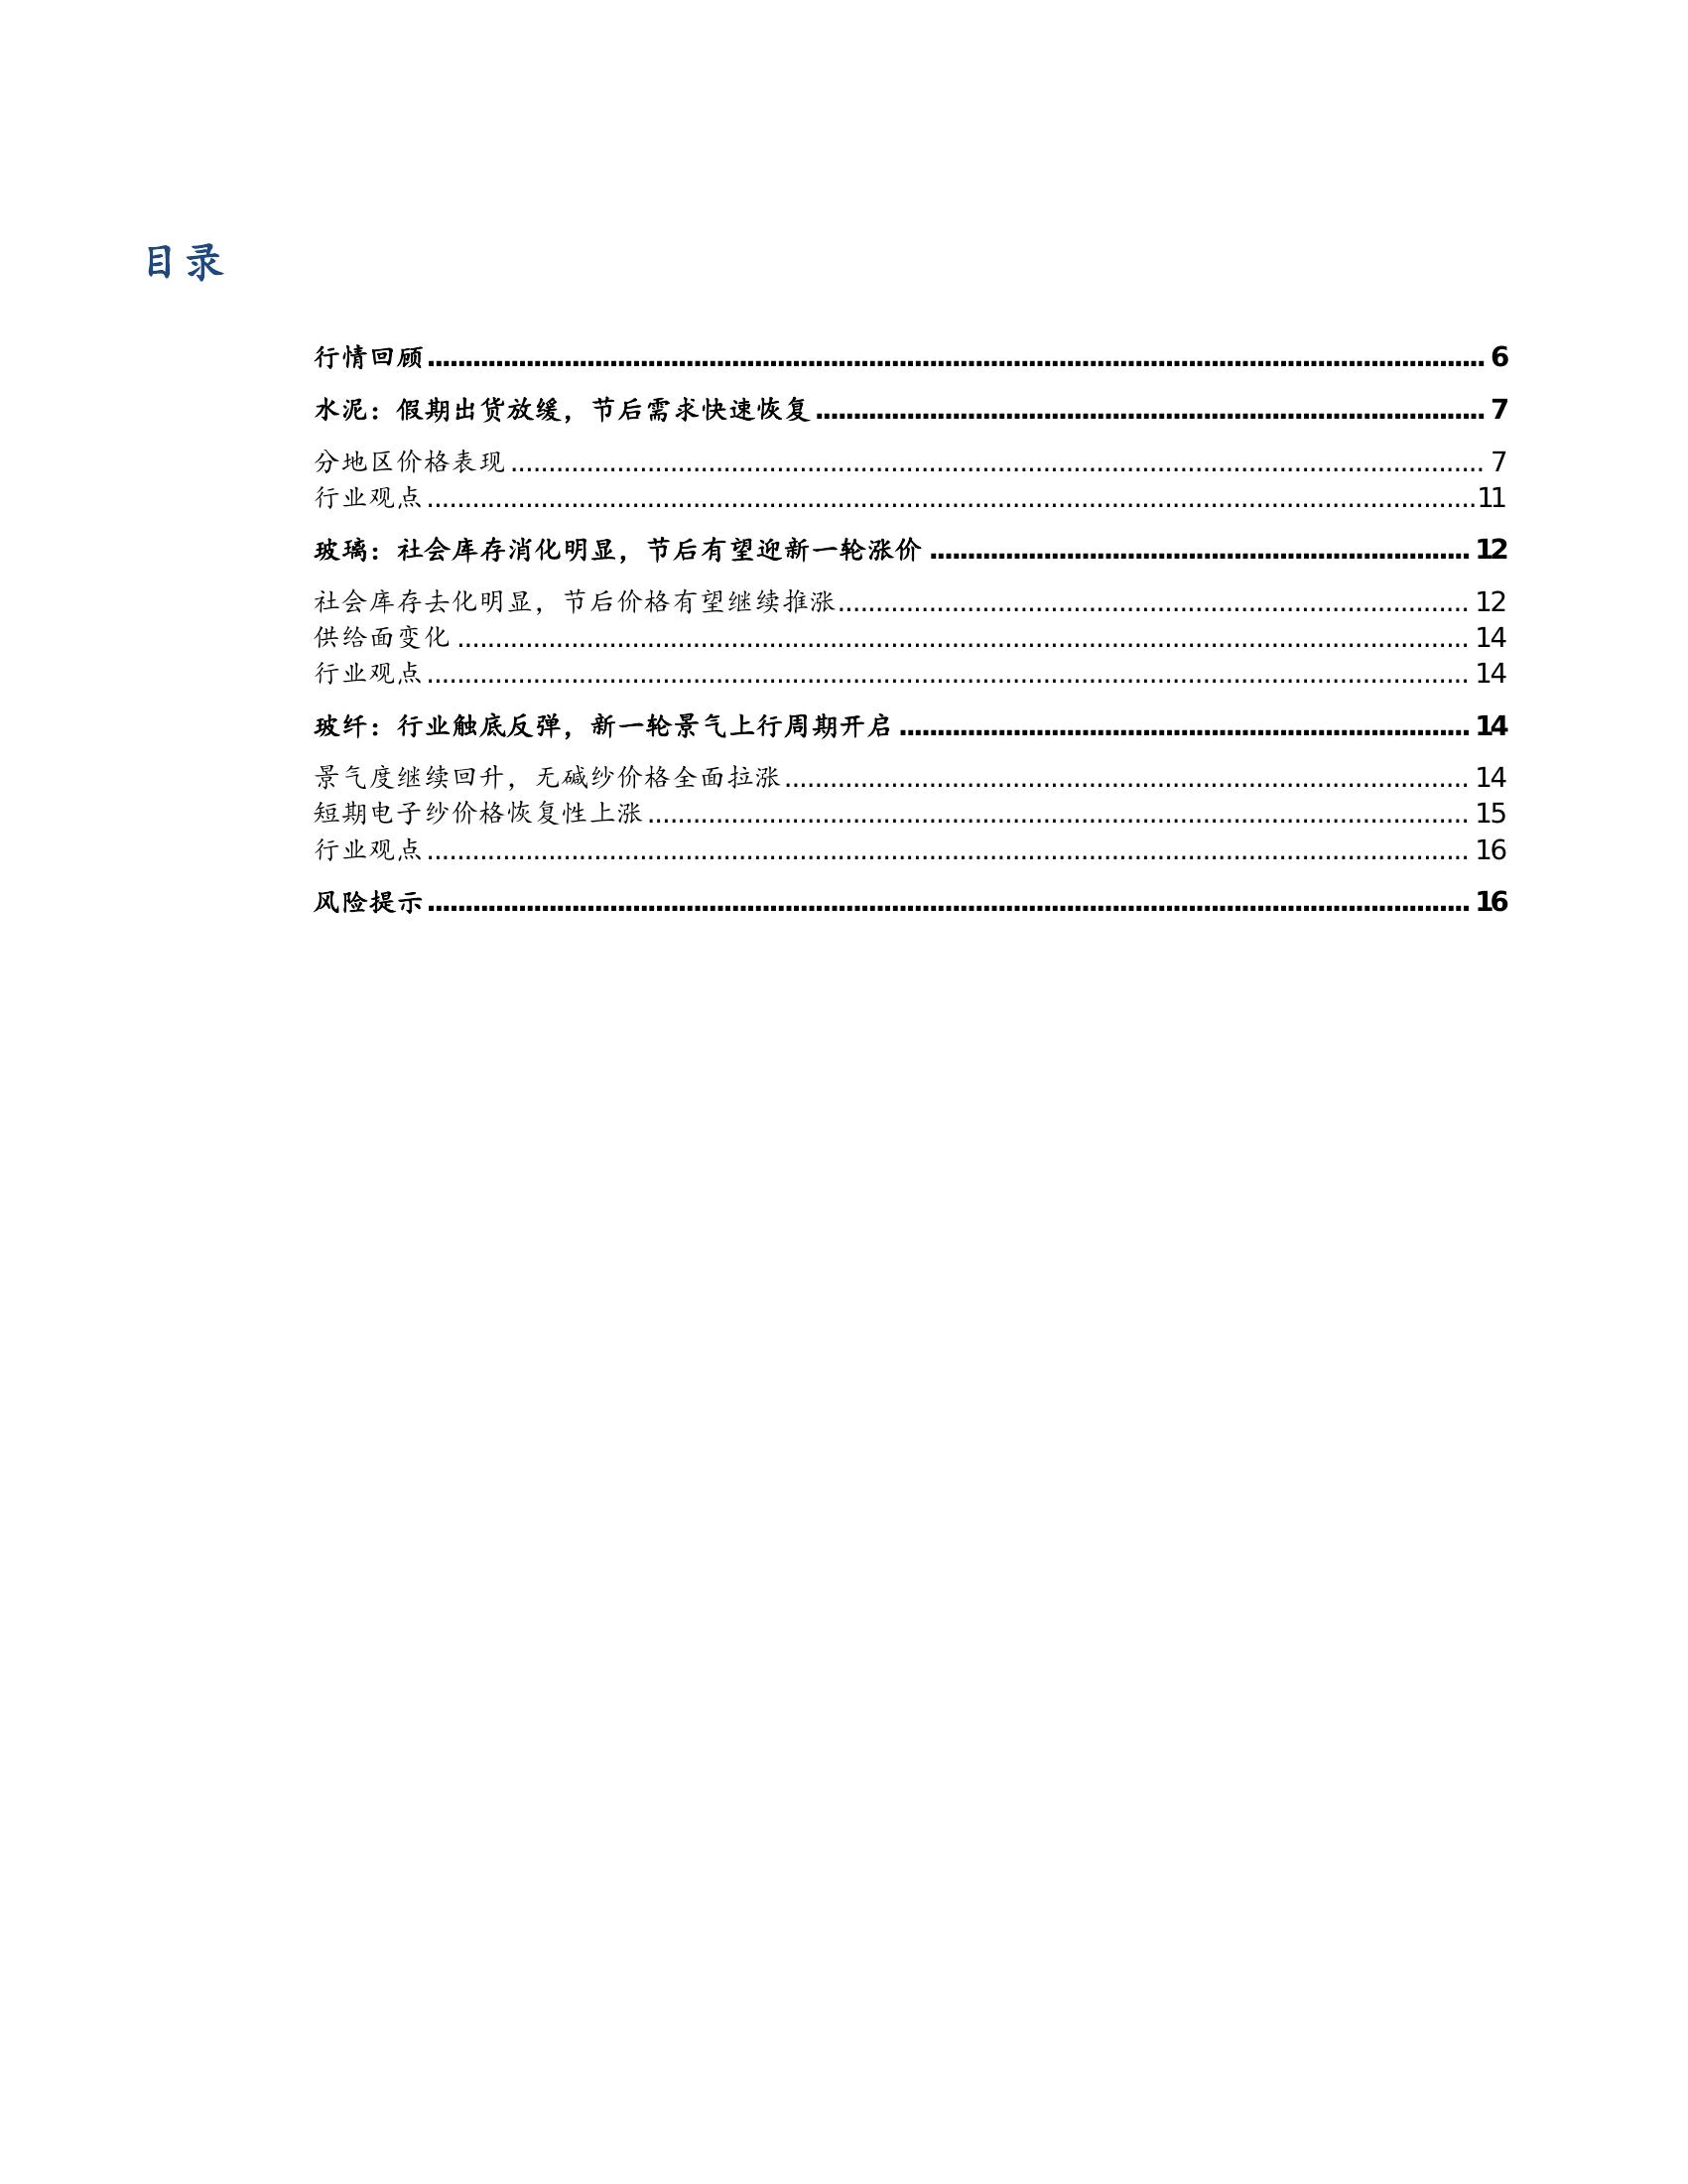 目录
行情回顾 6
水泥：假期出货放缓，节后需求快速恢复 7
分地区价格表现 7
行业观点 11
玻璃：社会库存消化明显，节后有望迎新一轮涨价 12
社会库存去化明显，节后价格有望继续推涨 12
供给面变化 14
行业观点 14
玻纤：行业触底反弹，新一轮景气上行周期开启 14
景气度继续回升，无碱纱价格全面拉涨 14
短期电子纱价格恢复性上涨 15
行业观点 16
风险提示 16